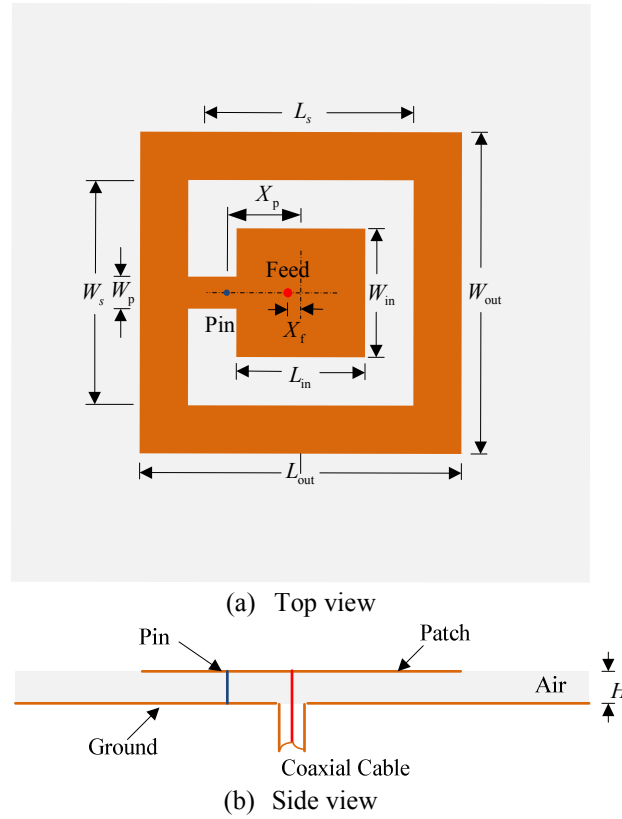 L_s
X_p
Feed
W_s
W_p
W_in
W_out
Pin
X_f
L_in
L_out
(a) Top view
Pin
Patch
Air
H
Ground
Coaxial Cable
(b) Side view